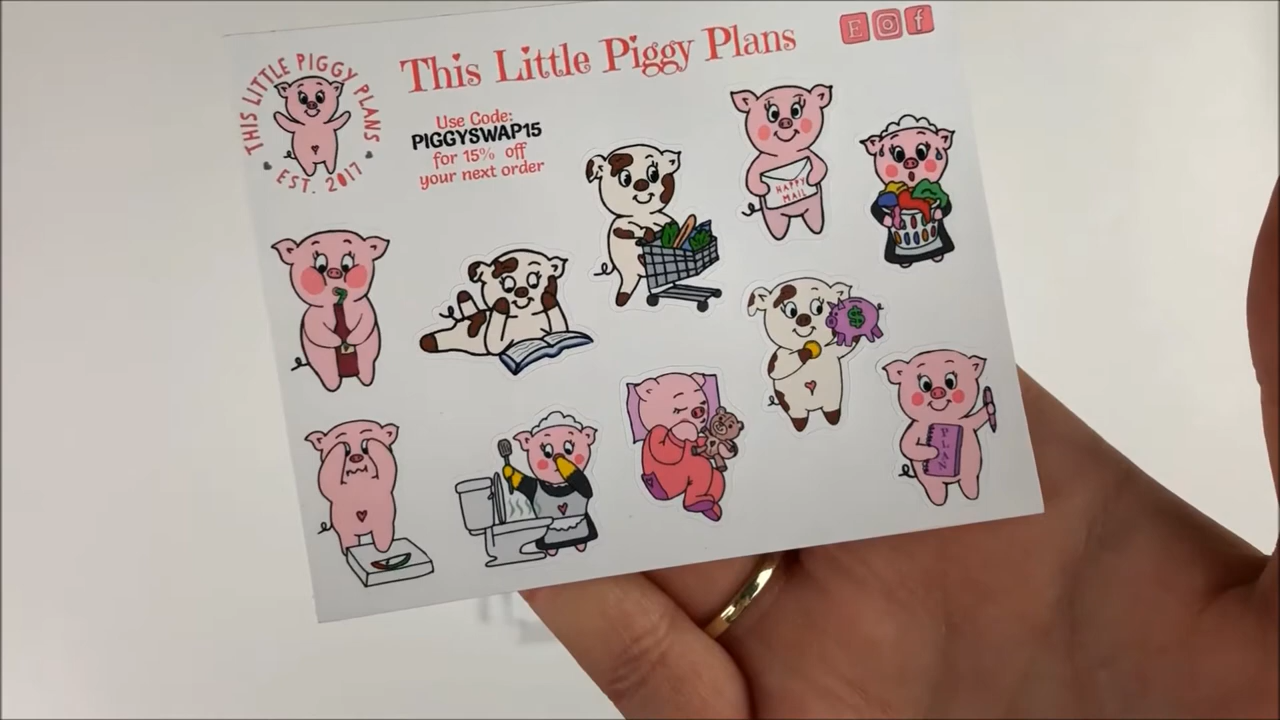 THIS LITTLE PIGGY PLANS
EST. 2017
This Little Piggy Plans
E f
Use Code:
PIGGYSWAP15
for 15% off
your next order
HAPPY
MAIL
$
PLAN